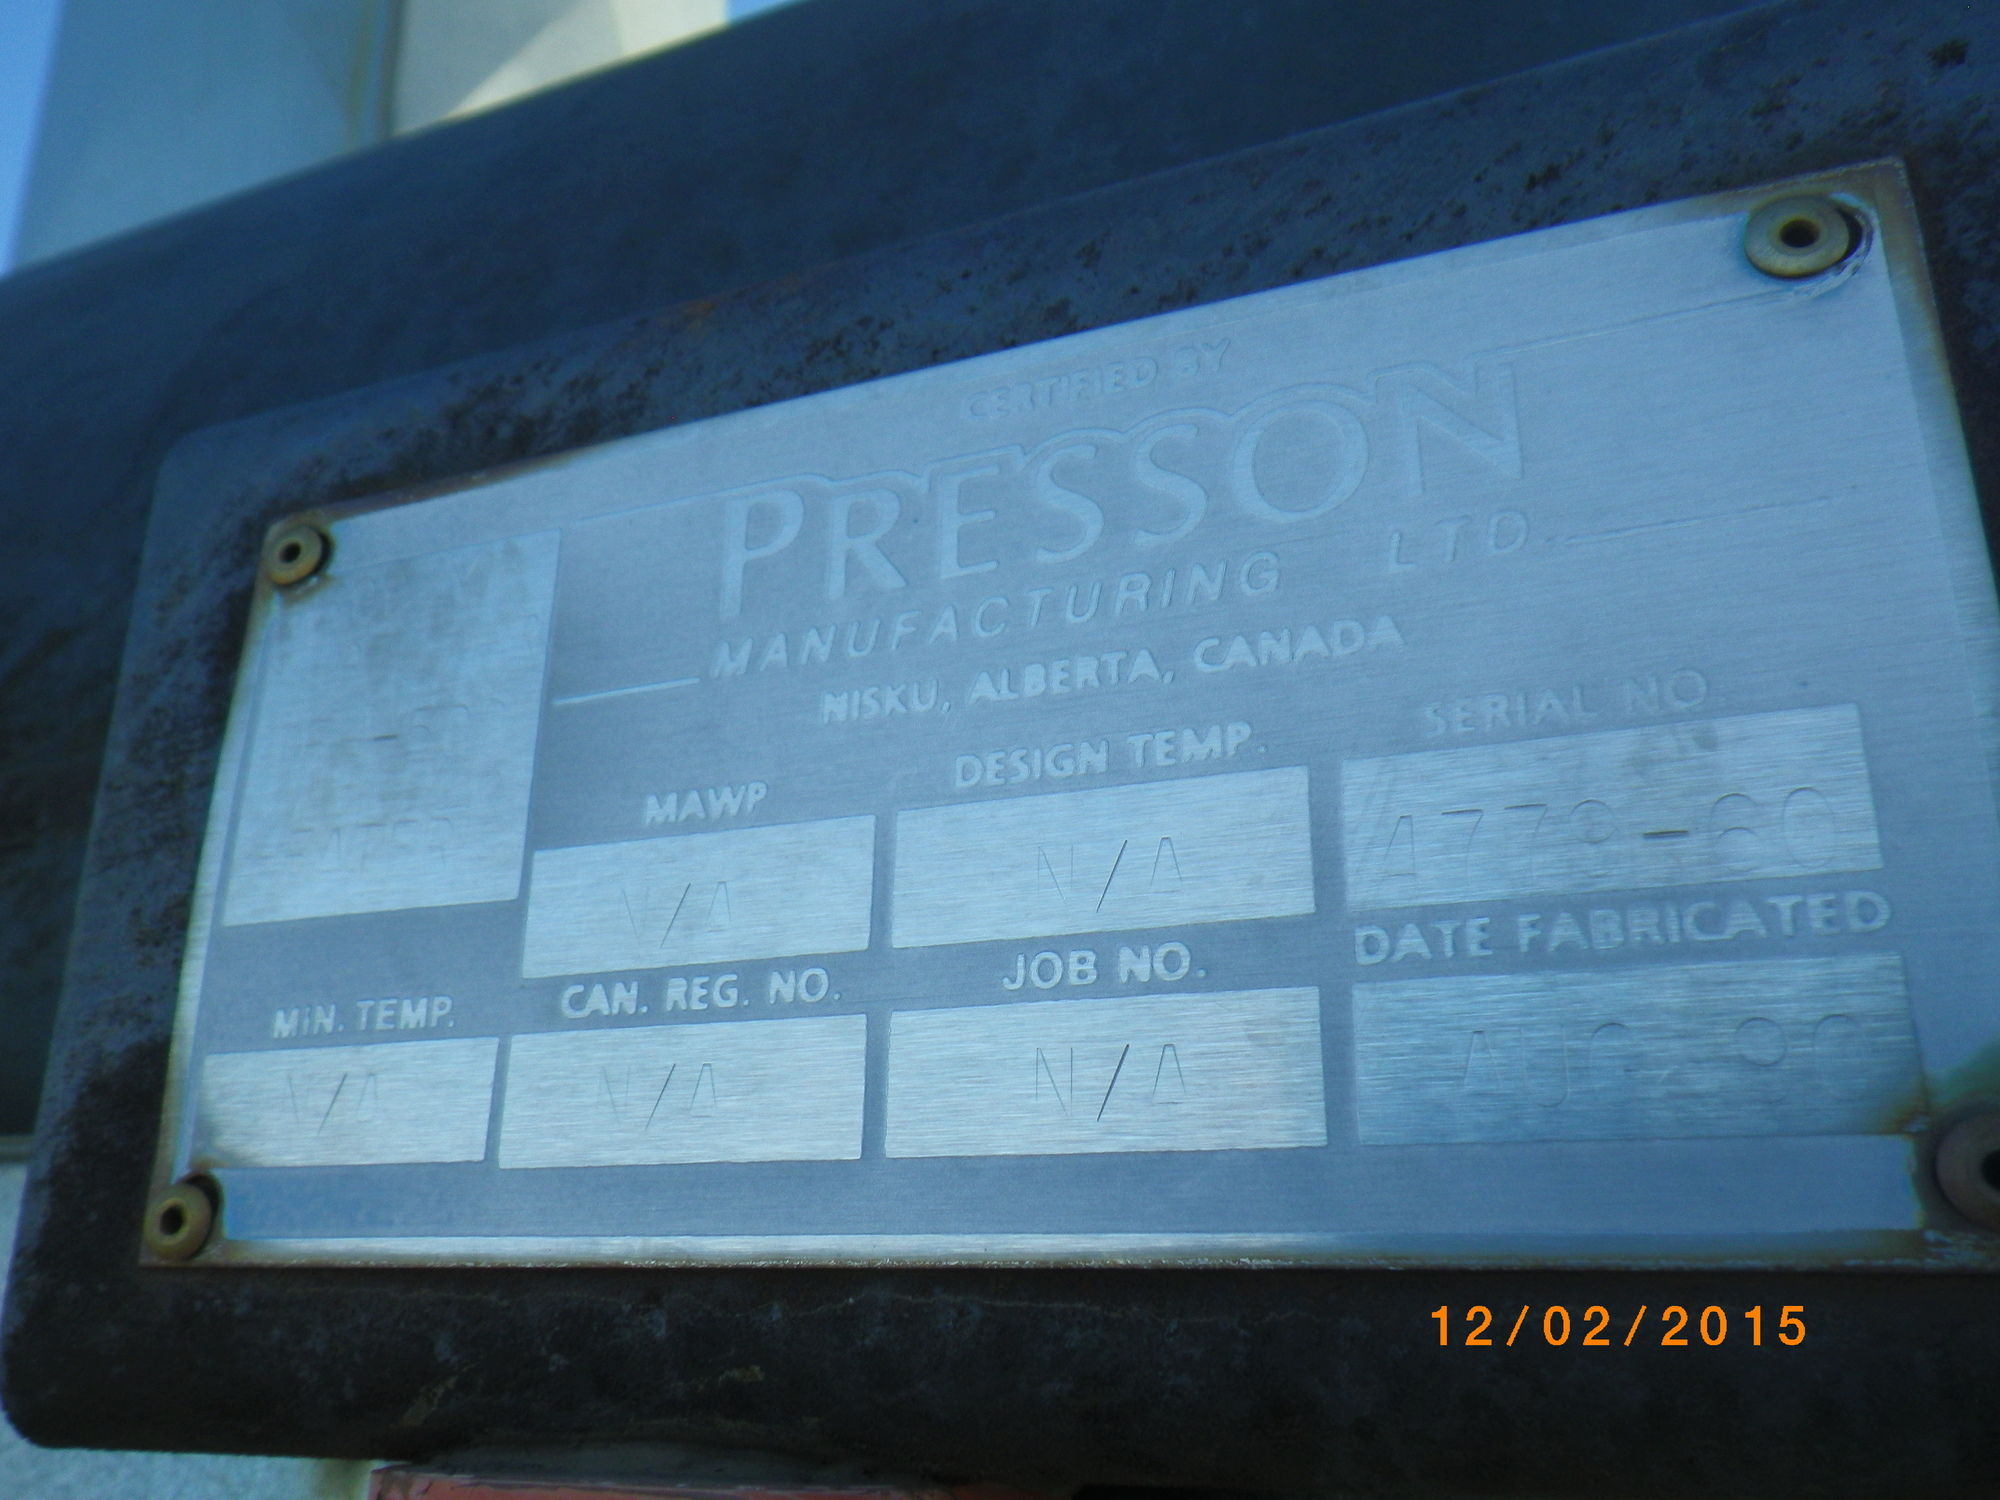 CERTIFIED BY
PRESSON
MANUFACTURING LTD.
NISKU, ALBERTA, CANADA
MAWP
DESIGN TEMP.
SERIAL NO.
N/A
N/A
MIN. TEMP.
CAN. REG. NO.
JOB NO.
DATE FABRICATED
N/A
N/A
N/A
AUG
12/02/2015